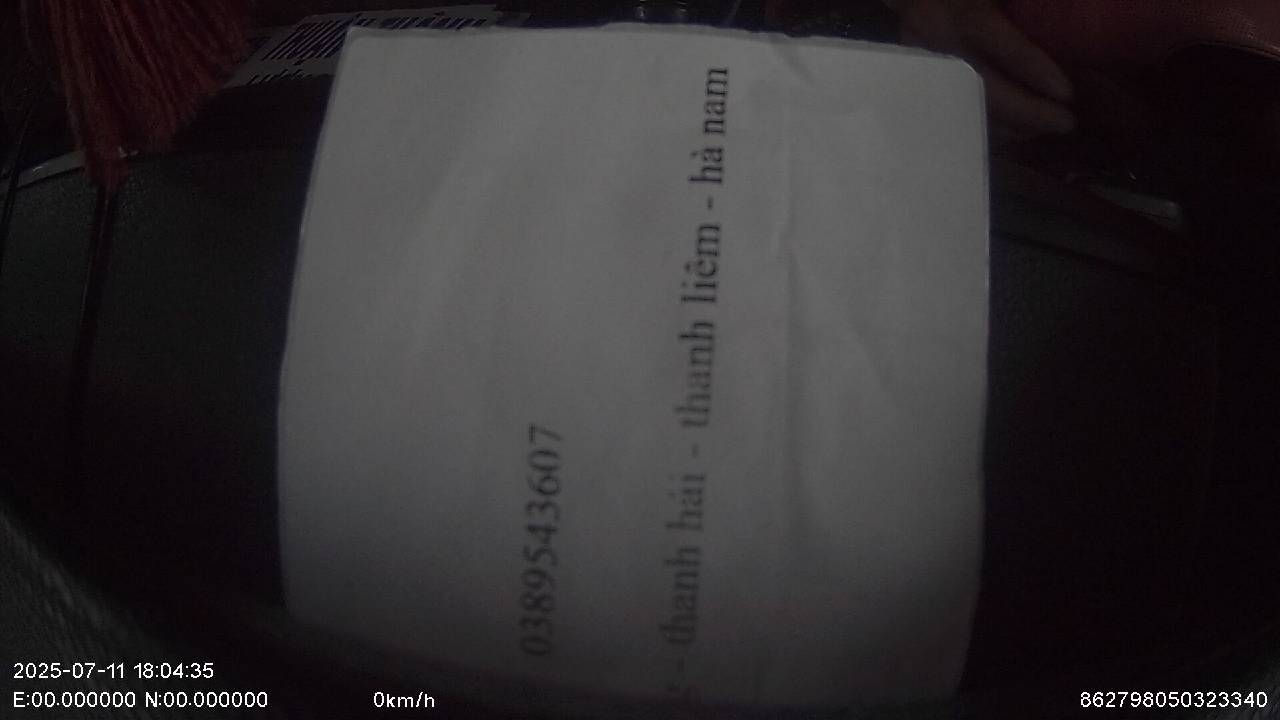 0389543607
- thanh hải - thanh liêm - hà nam
2025-07-11 18:04:35
E:00.000000 N:00.000000 0km/h 862798050323340